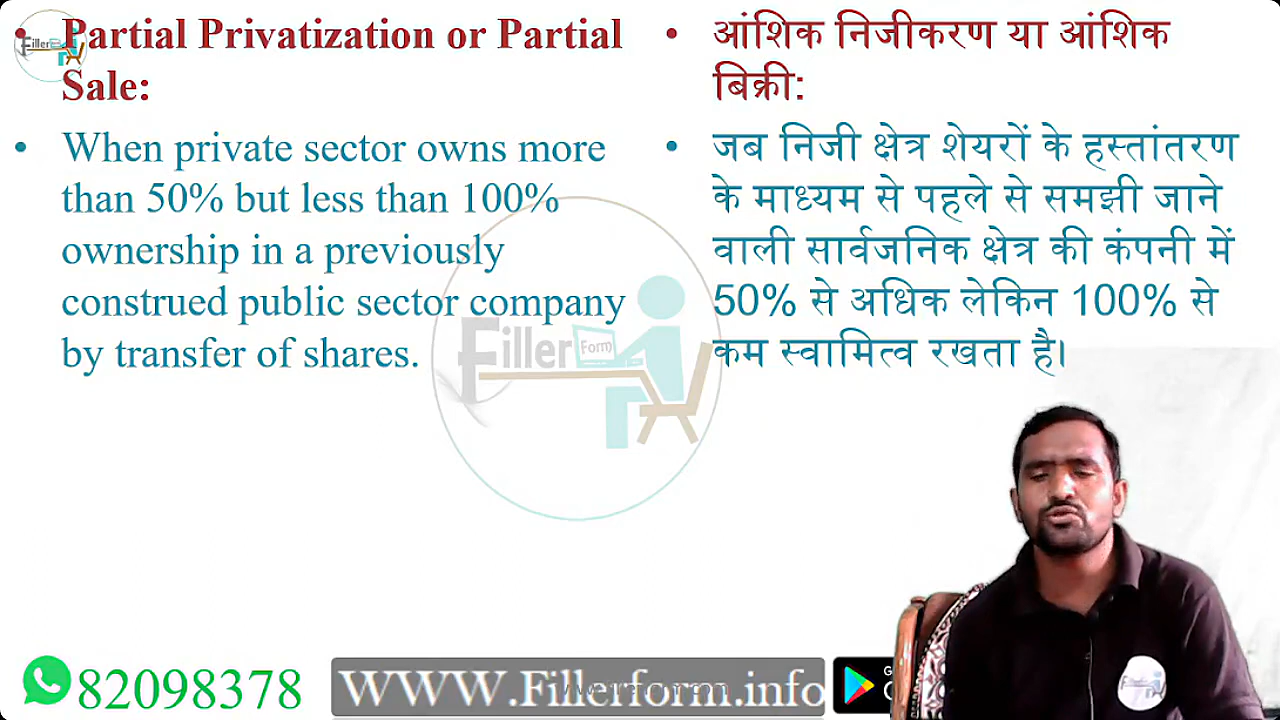 Partial Privatization or Partial
Sale:
When private sector owns more
than 50% but less than 100%
ownership in a previously
construed public sector company
by transfer of shares.
आंशिक निजीकरण या आंशिक
बिक्री:
जब निजी क्षेत्र शेयरों के हस्तांतरण
के माध्यम से पहले से समझी जाने
वाली सार्वजनिक क्षेत्र की कंपनी में
50% से अधिक लेकिन 100% से
कम स्वामित्व रखता है।
Filler
Form
82098378
WWW.Fillerform.info